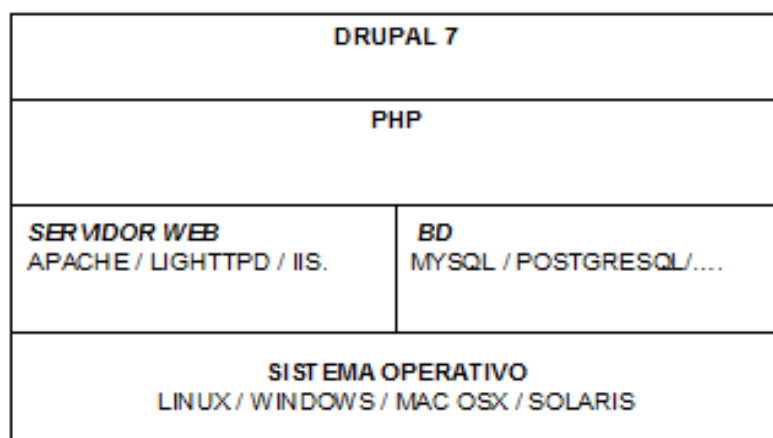 DRUPAL 7
PHP
SERVIDOR WEB
APACHE / LIGHTTPD / IIS.
BD
MYSQL / POSTGRESQL/....
SISTEMA OPERATIVO
LINUX / WINDOWS / MAC OSX / SOLARIS